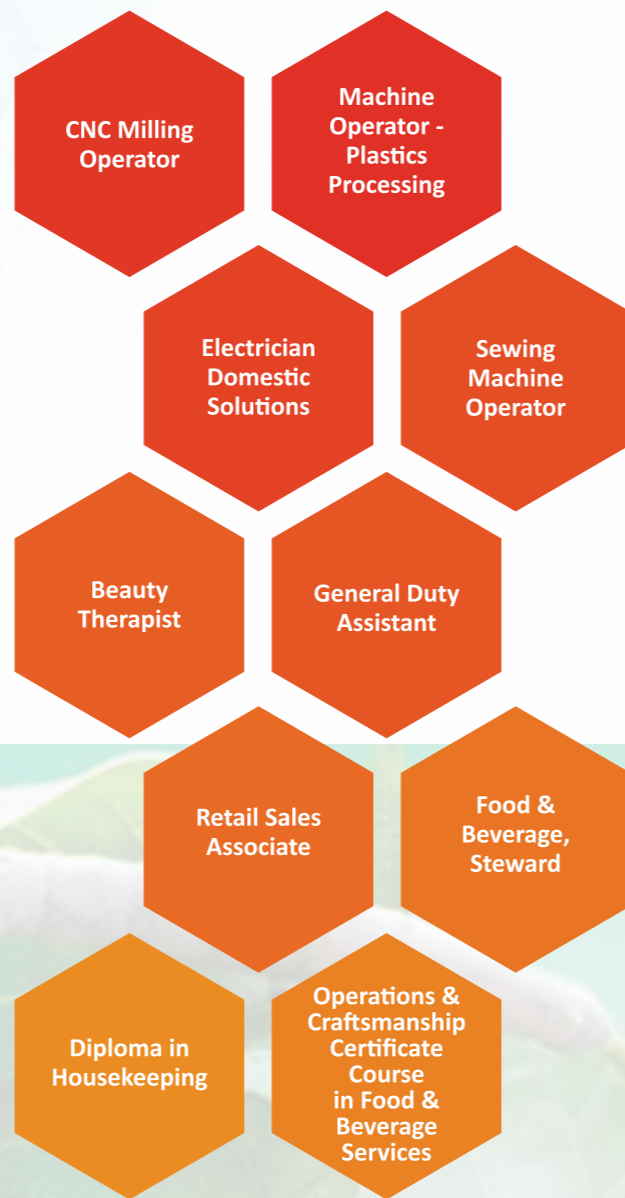 CNC Milling
Operator
Machine
Operator -
Plastics
Processing
Electrician
Domestic
Solutions
Sewing
Machine
Operator
Beauty
Therapist
General Duty
Assistant
Retail Sales
Associate
Food &
Beverage,
Steward
Diploma in
Housekeeping
Operations &
Craftsmanship
Certificate
Course
in Food &
Beverage
Services